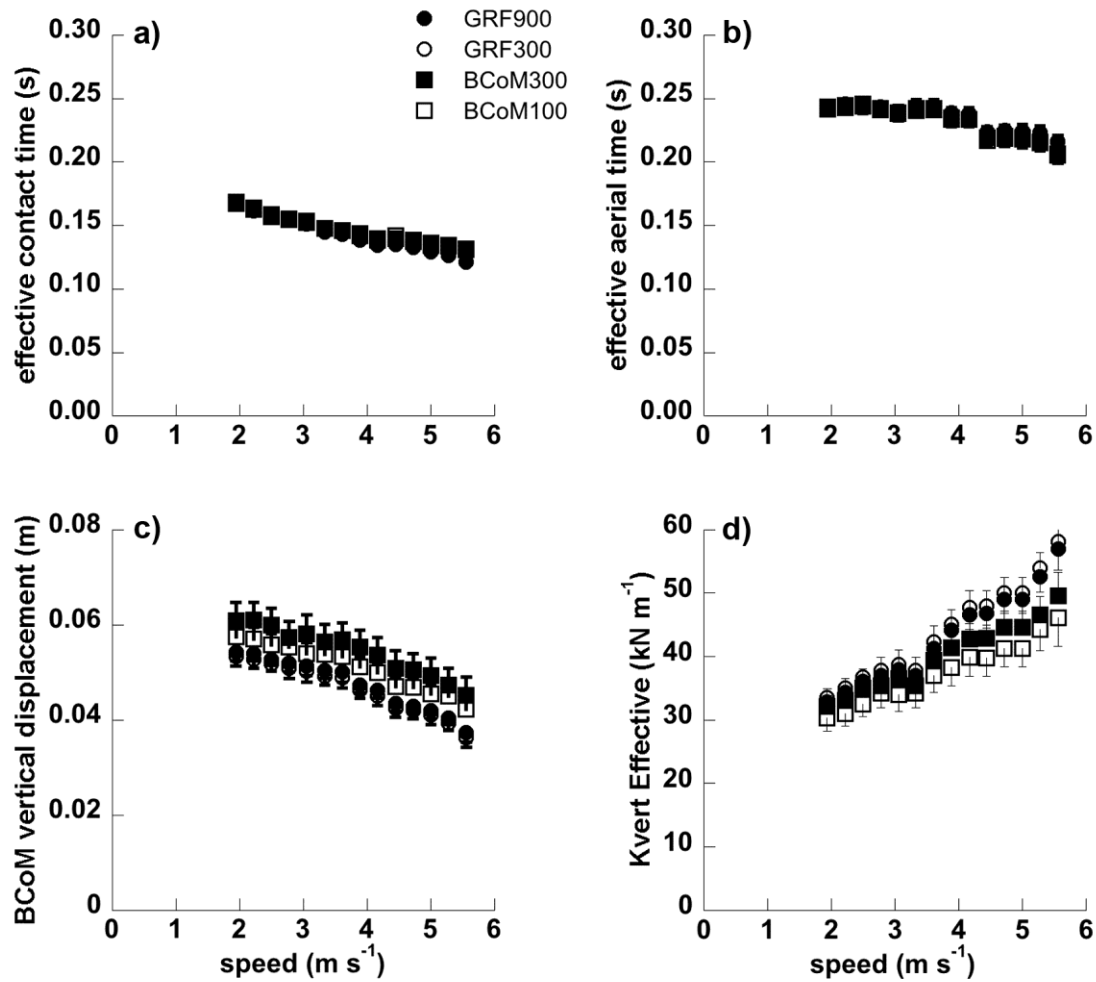 a)
GRF900
GRF300
BCoM300
BCoM100
effective contact time (s)
0.30
0.25
0.20
0.15
0.10
0.05
0.00
0 1 2 3 4 5 6
b)
effective aerial time (s)
0.30
0.25
0.20
0.15
0.10
0.05
0.00
0 1 2 3 4 5 6
c)
BCoM vertical displacement (m)
0.08
0.06
0.04
0.02
0
0 1 2 3 4 5 6
speed (m s⁻¹)
d)
Kvert Effective (kN m⁻¹)
60
50
40
30
20
10
0
0 1 2 3 4 5 6
speed (m s⁻¹)